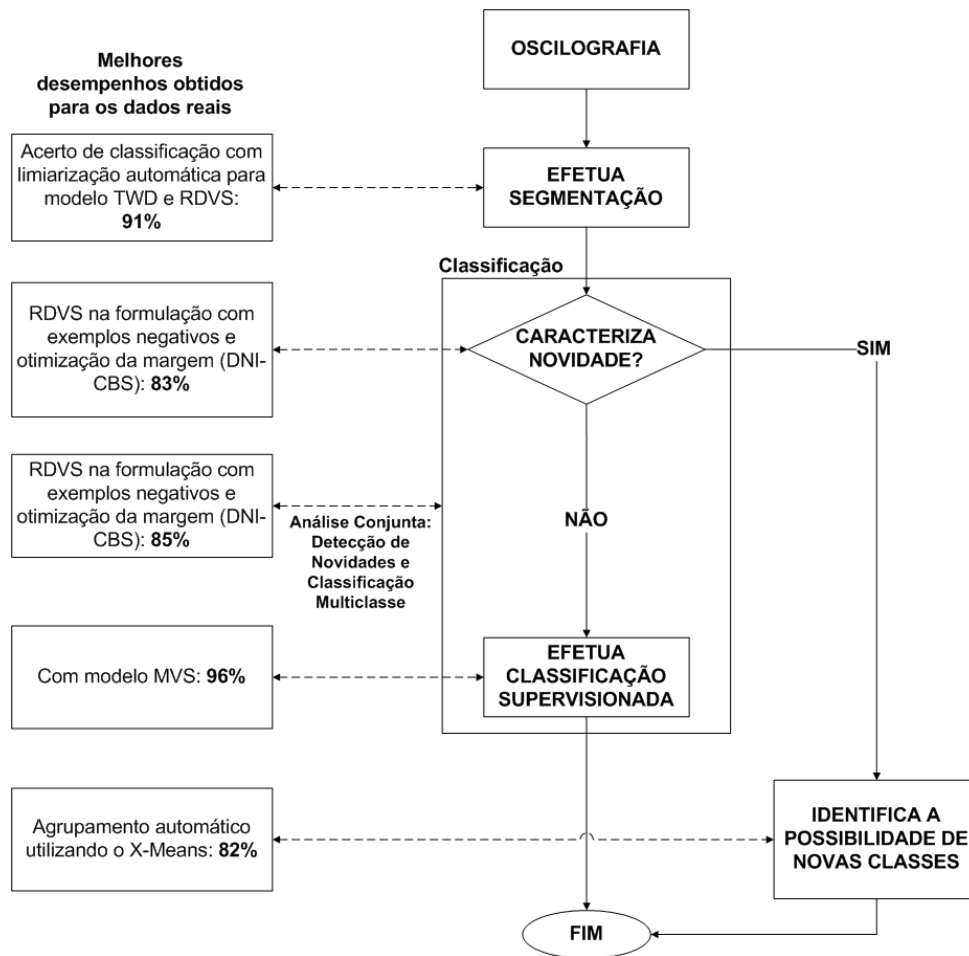 OSCILOGRAFIA
Melhores
desempenhos obtidos
para os dados reais
Acerto de classificação com
limiarização automática para
modelo TWD e RDVS:
91%
EFETUA
SEGMENTAÇÃO
Classificação
RDVS na formulação com
exemplos negativos e
otimização da margem (DNI-
CBS): 83%
CARACTERIZA
NOVIDADE?
SIM
RDVS na formulação com
exemplos negativos e
otimização da margem (DNI-
CBS): 85%
Análise Conjunta:
Detecção de
Novidades e
Classificação
Multiclasse
NÃO
Com modelo MVS: 96%
EFETUA
CLASSIFICAÇÃO
SUPERVISIONADA
Agrupamento automático
utilizando o X-Means: 82%
IDENTIFICA A
POSSIBILIDADE DE
NOVAS CLASSES
FIM